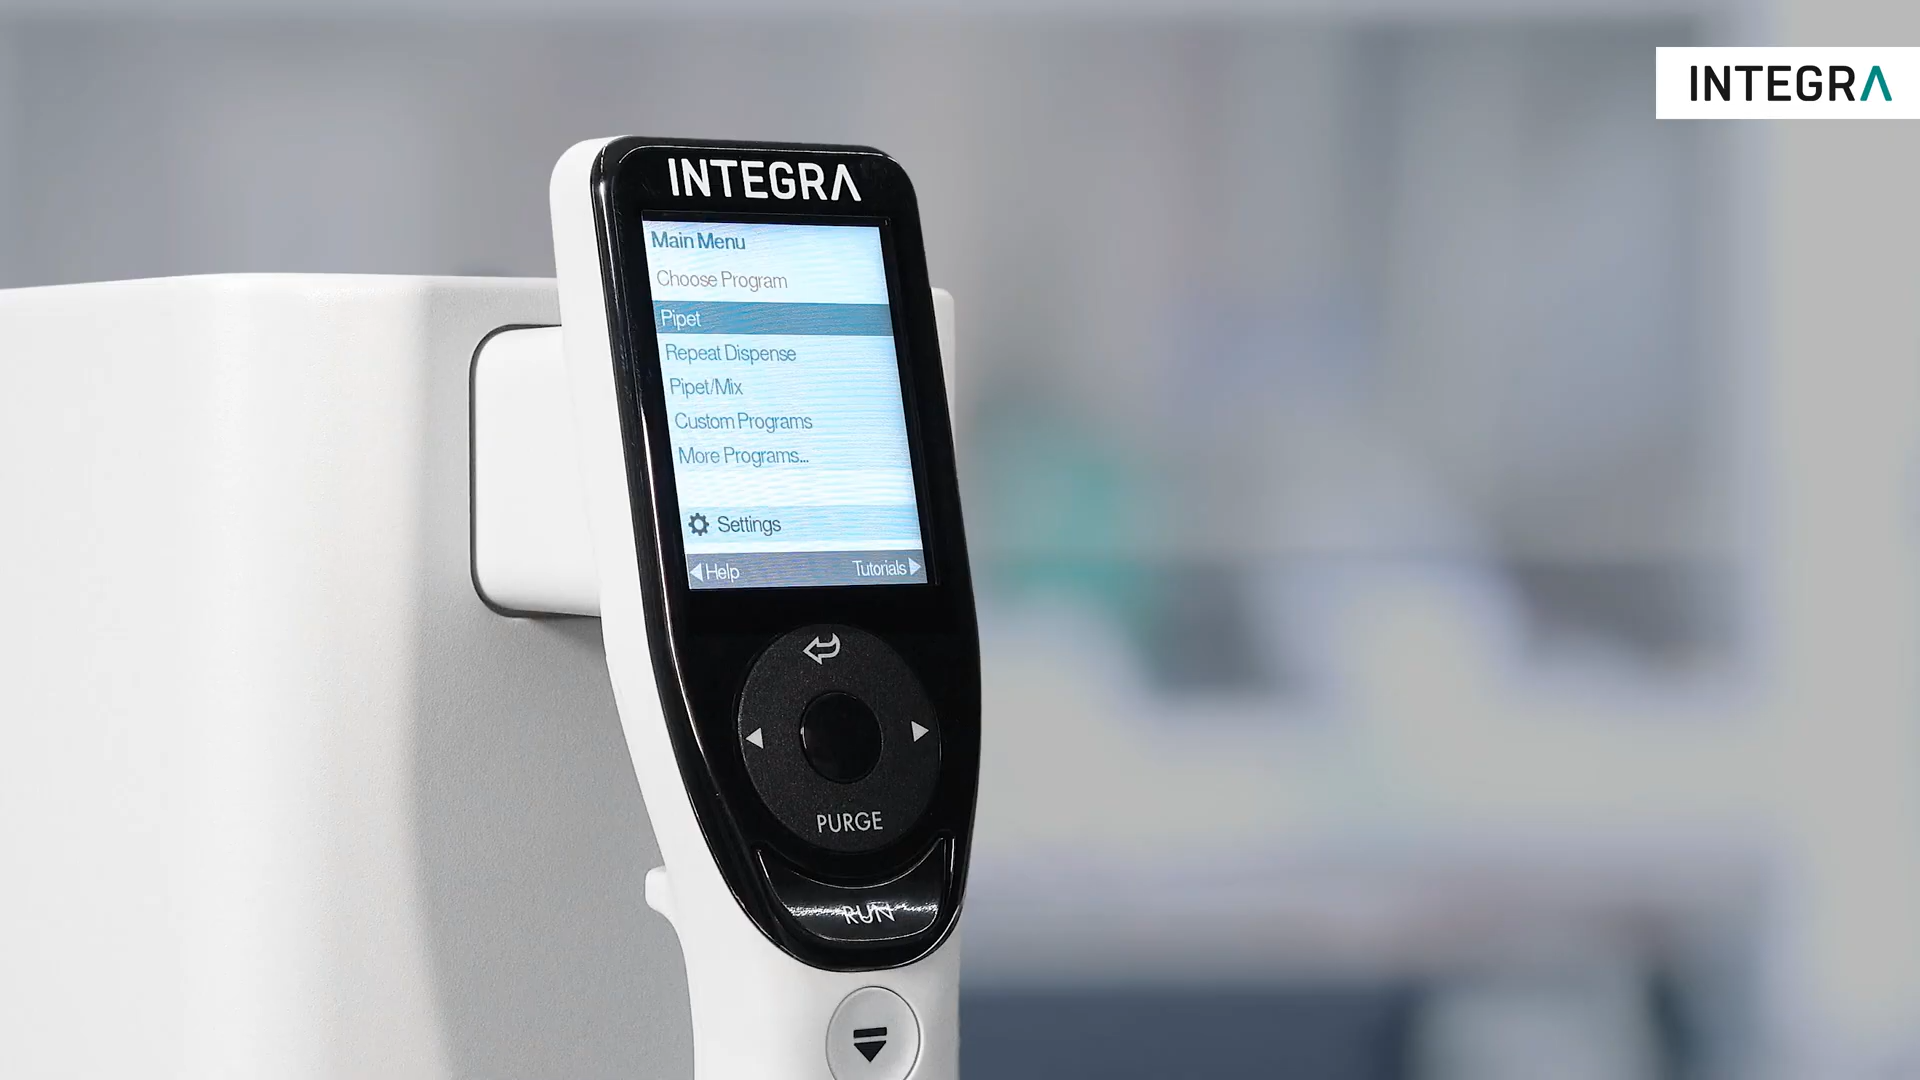 INTEGRA
INTEGRA
Main Menu
Choose Program
Pipet
Repeat Dispense
Pipet/Mix
Custom Programs
More Programs...
Settings
Help
Tutorials
PURGE
RUN